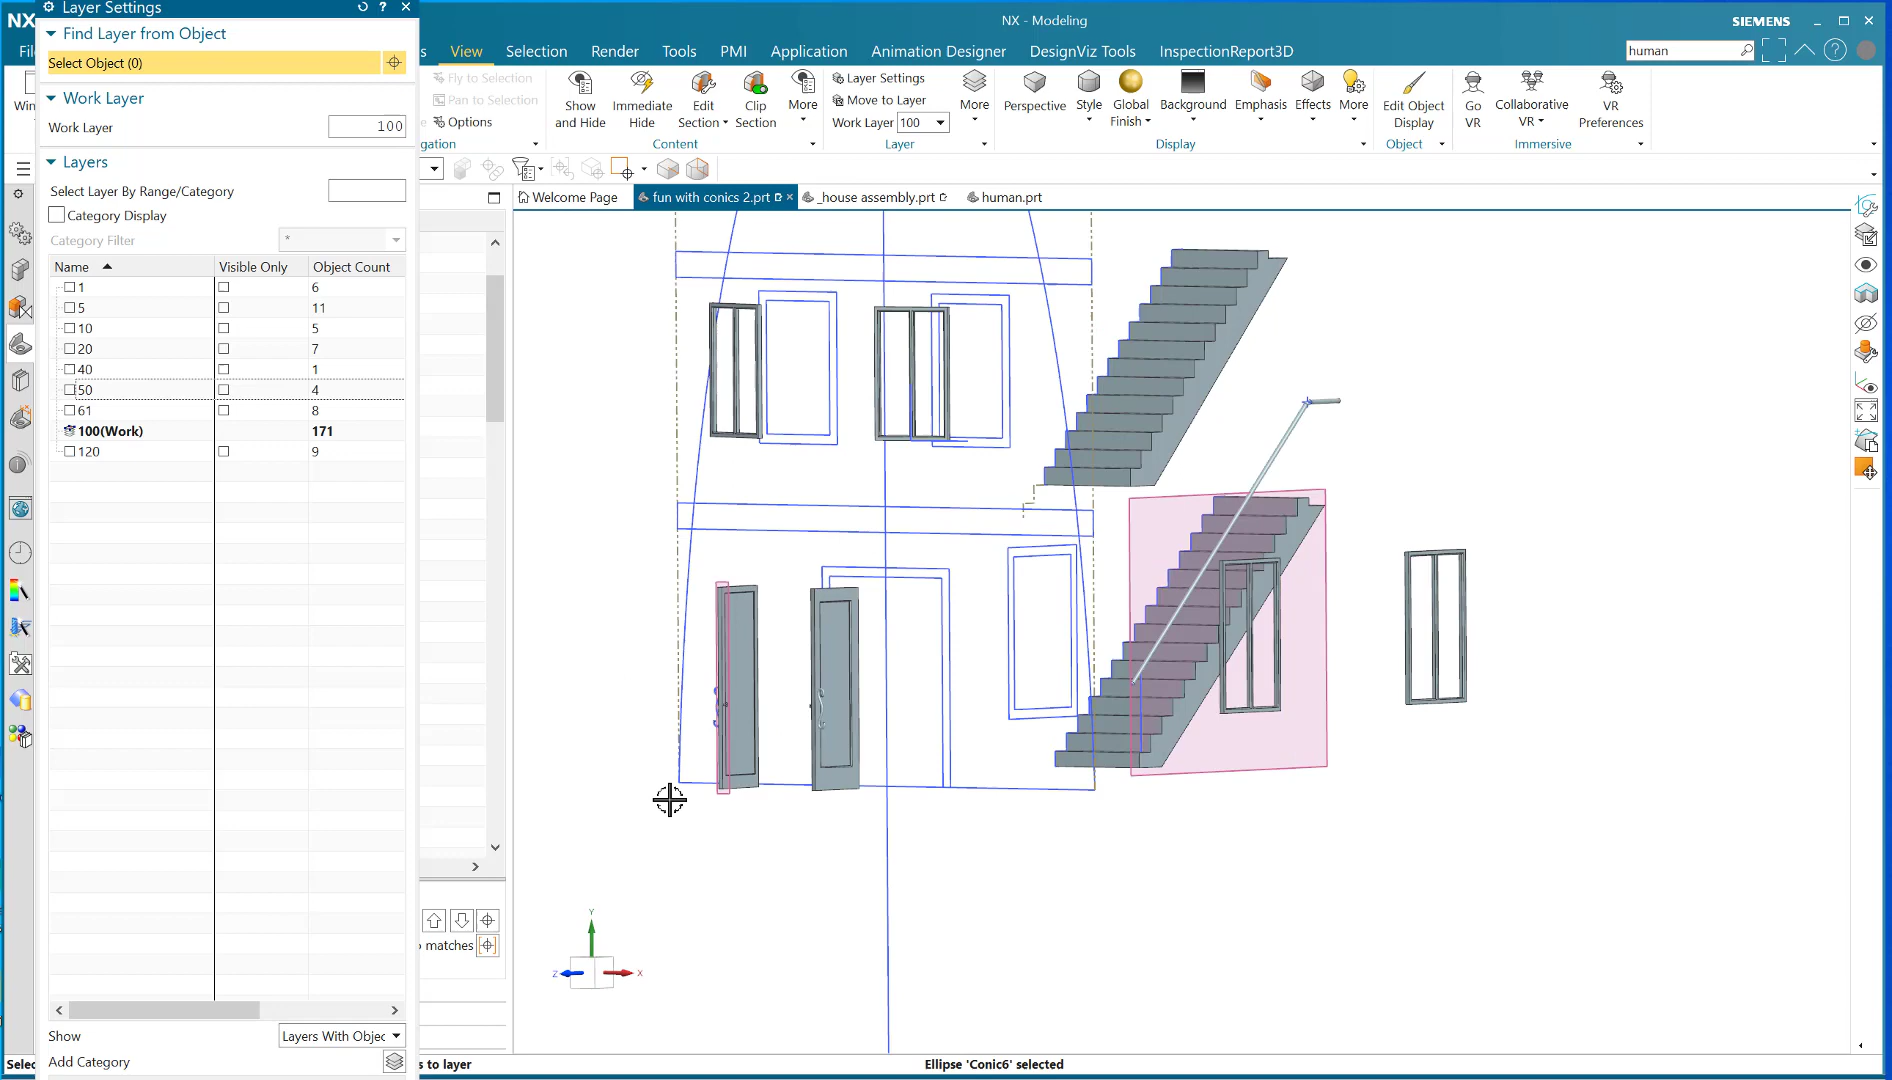 NX
Layer Settings
?
NX - Modeling
SIEMENS
Find Layer from Object
Fil
s
View
Selection
Render
Tools
PMI
Application
Animation Designer
DesignViz Tools
InspectionReport3D
human
Select Object (0)
Work Layer
Work Layer
100
Win
Fly to Selection
Pan to Selection
Options
gation
Show and Hide
Immediate Hide
Edit Section
Clip Section
More
Content
Layer Settings
Move to Layer
Work Layer 100
More
Layer
Perspective
Style
Global Finish
Background
Emphasis
Effects
More
Display
Edit Object Display
Object
Go VR
Collaborative VR
VR Preferences
Immersive
Layers
Select Layer By Range/Category
Category Display
Category Filter
*
Welcome Page
fun with conics 2.prt
_house assembly.prt
human.prt
Name Visible Only Object Count
1 6
5 11
10 5
20 7
40 1
50 4
61 8
100(Work) 171
120 9
matches
Y
Z
X
Show
Layers With Objec
Add Category
Selec
s to layer
Ellipse 'Conic6' selected